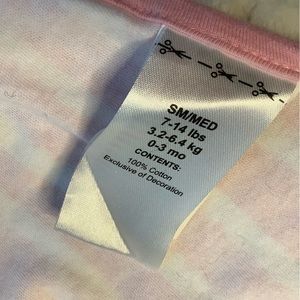 SM/MED
7-14 lbs
3.2-6.4 kg
0-3 mo
CONTENTS:
100% Cotton
Exclusive of Decoration